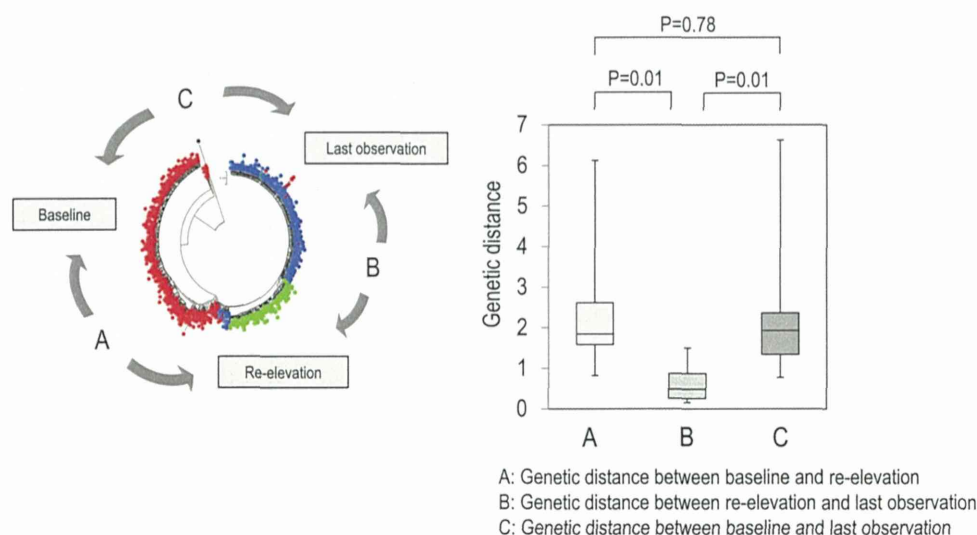 C
Last observation
Baseline
B
A
Re-elevation
P=0.78
P=0.01 P=0.01
Genetic distance
7
6
5
4
3
2
1
0
A B C
A: Genetic distance between baseline and re-elevation
B: Genetic distance between re-elevation and last observation
C: Genetic distance between baseline and last observation